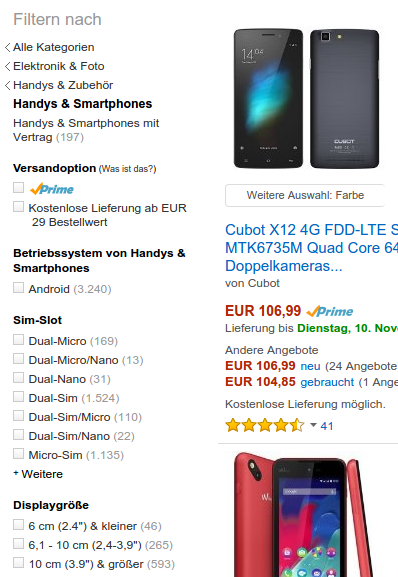 Filtern nach
Alle Kategorien
Elektronik & Foto
Handys & Zubehör
Handys & Smartphones
Handys & Smartphones mit
Vertrag (197)
Versandoption (Was ist das?)
Prime
Kostenlose Lieferung ab EUR
29 Bestellwert
Betriebssystem von Handys &
Smartphones
Android (3.240)
Sim-Slot
Dual-Micro (169)
Dual-Micro/Nano (13)
Dual-Nano (31)
Dual-Sim (1.524)
Dual-Sim/Micro (110)
Dual-Sim/Nano (22)
Micro-Sim (1.135)
+ Weitere
Displaygröße
6 cm (2.4") & kleiner (46)
6,1 - 10 cm (2,4-3,9") (265)
10 cm (3.9") & größer (593)
14:04
CUBOT
Weitere Auswahl: Farbe
Cubot X12 4G FDD-LTE S
MTK6735M Quad Core 64
Doppelkameras...
von Cubot
EUR 106,99 Prime
Lieferung bis Dienstag, 10. Nov
Andere Angebote
EUR 106,99 neu (24 Angebote
EUR 104,85 gebraucht (1 Ange
Kostenlose Lieferung möglich.
41